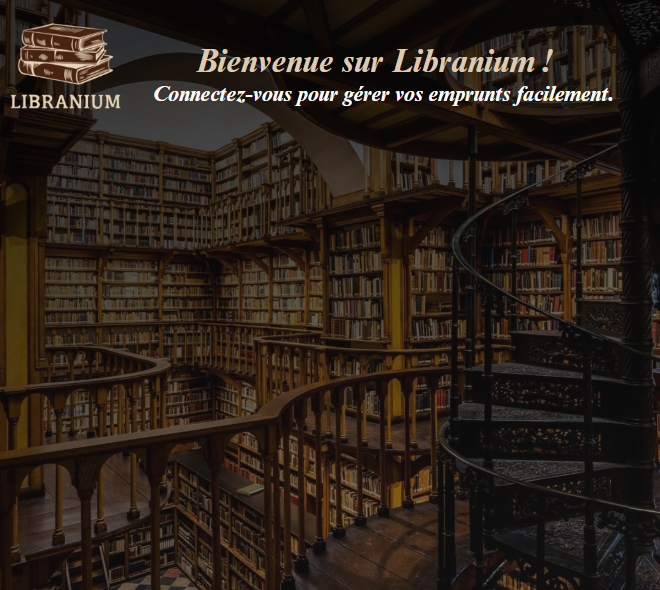 Bienvenue sur Libranium !
Connectez-vous pour gérer vos emprunts facilement.
LIBRANIUM